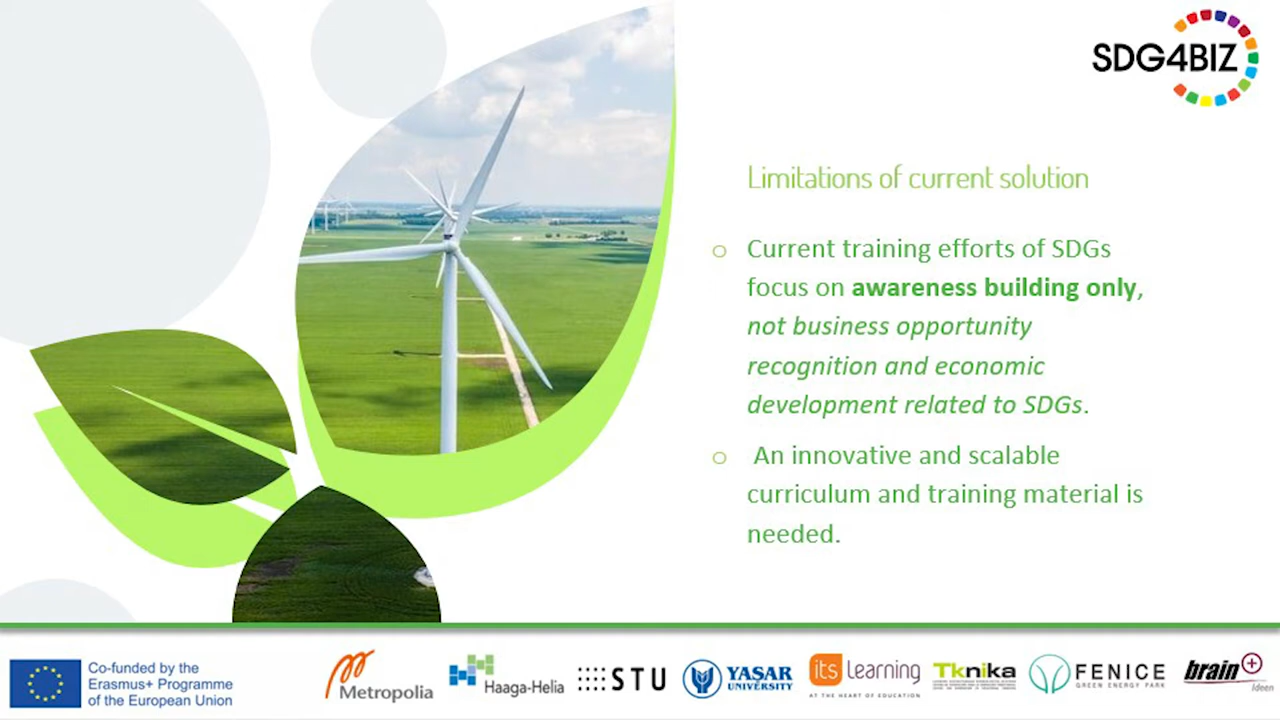 SDG4BIZ
Limitations of current solution
Current training efforts of SDGs
focus on awareness building only,
not business opportunity
recognition and economic
development related to SDGs.
An innovative and scalable
curriculum and training material is
needed.
Co-funded by the
Erasmus+ Programme
of the European Union
Metropolia
Haaga-Helia
STU
YASAR
UNIVERSITY
its Learning
AT THE HEART OF EDUCATION
Tknika
FENICE
GREEN ENERGY PARK
brain
Ideen